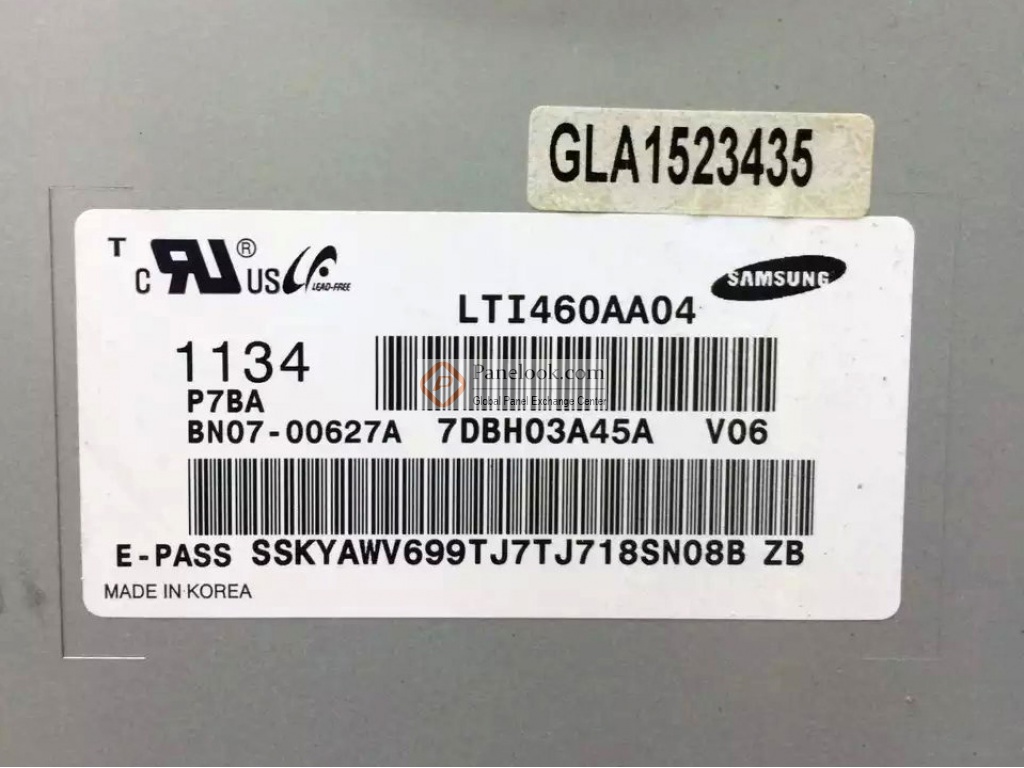 GLA1523435
T
c RU ® US LEAD-FREE
SAMSUNG
LTI460AA04
1134
Panelook.com
Global Panel Exchange Center
P7BA
BN07-00627A 7DBH03A45A V06
E-PASS SSKYAWV699TJ7TJ718SN08B ZB
MADE IN KOREA